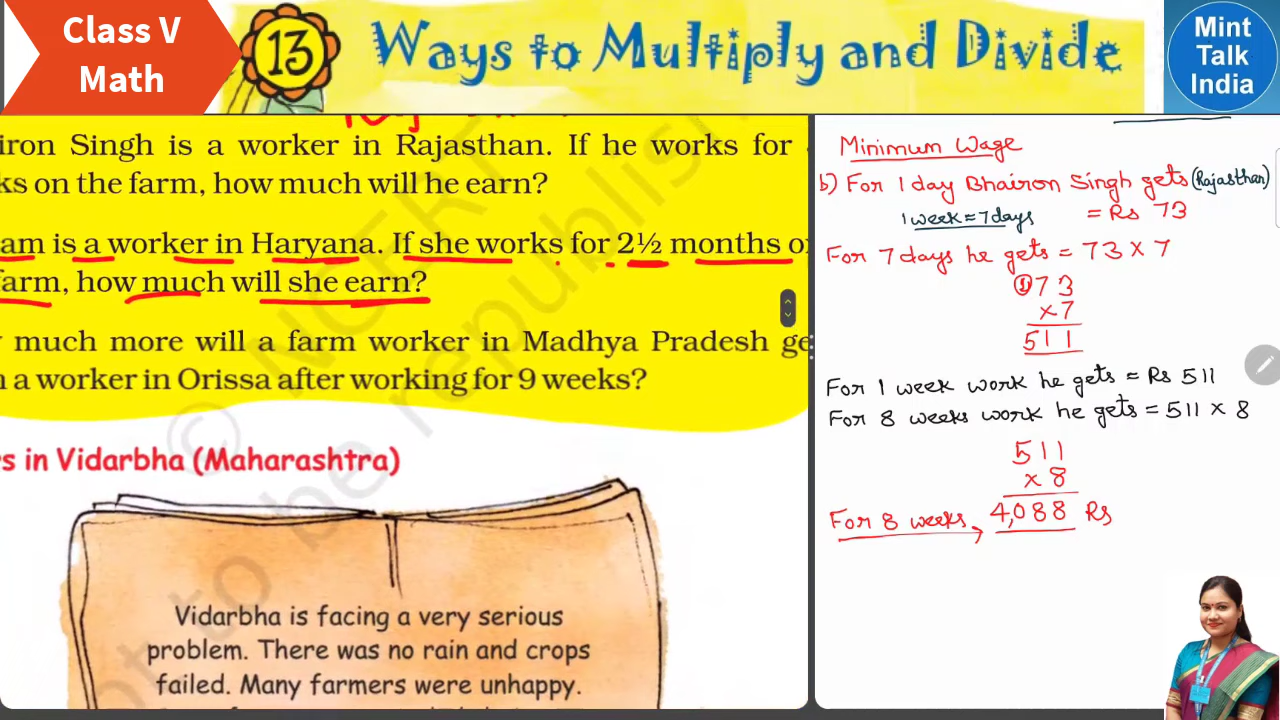 Class V
Math
13
Ways to Multiply and Divide
Mint
Talk
India
iron Singh is a worker in Rajasthan. If he works for
ks on the farm, how much will he earn?
am is a worker in Haryana. If she works for 2½ months o
farm, how much will she earn?
much more will a farm worker in Madhya Pradesh ge
a worker in Orissa after working for 9 weeks?
s in Vidarbha (Maharashtra)
Vidarbha is facing a very serious
problem. There was no rain and crops
failed. Many farmers were unhappy.
© NCERT
not to be republished
Minimum Wage
b) For 1 day Bhairon Singh gets (Rajasthan)
1 week = 7 days = Rs 73
For 7 days he gets = 73 × 7
73
×7
511
For 1 week work he gets = Rs 511
For 8 weeks work he gets = 511 × 8
511
×8
For 8 weeks → 4,088 Rs